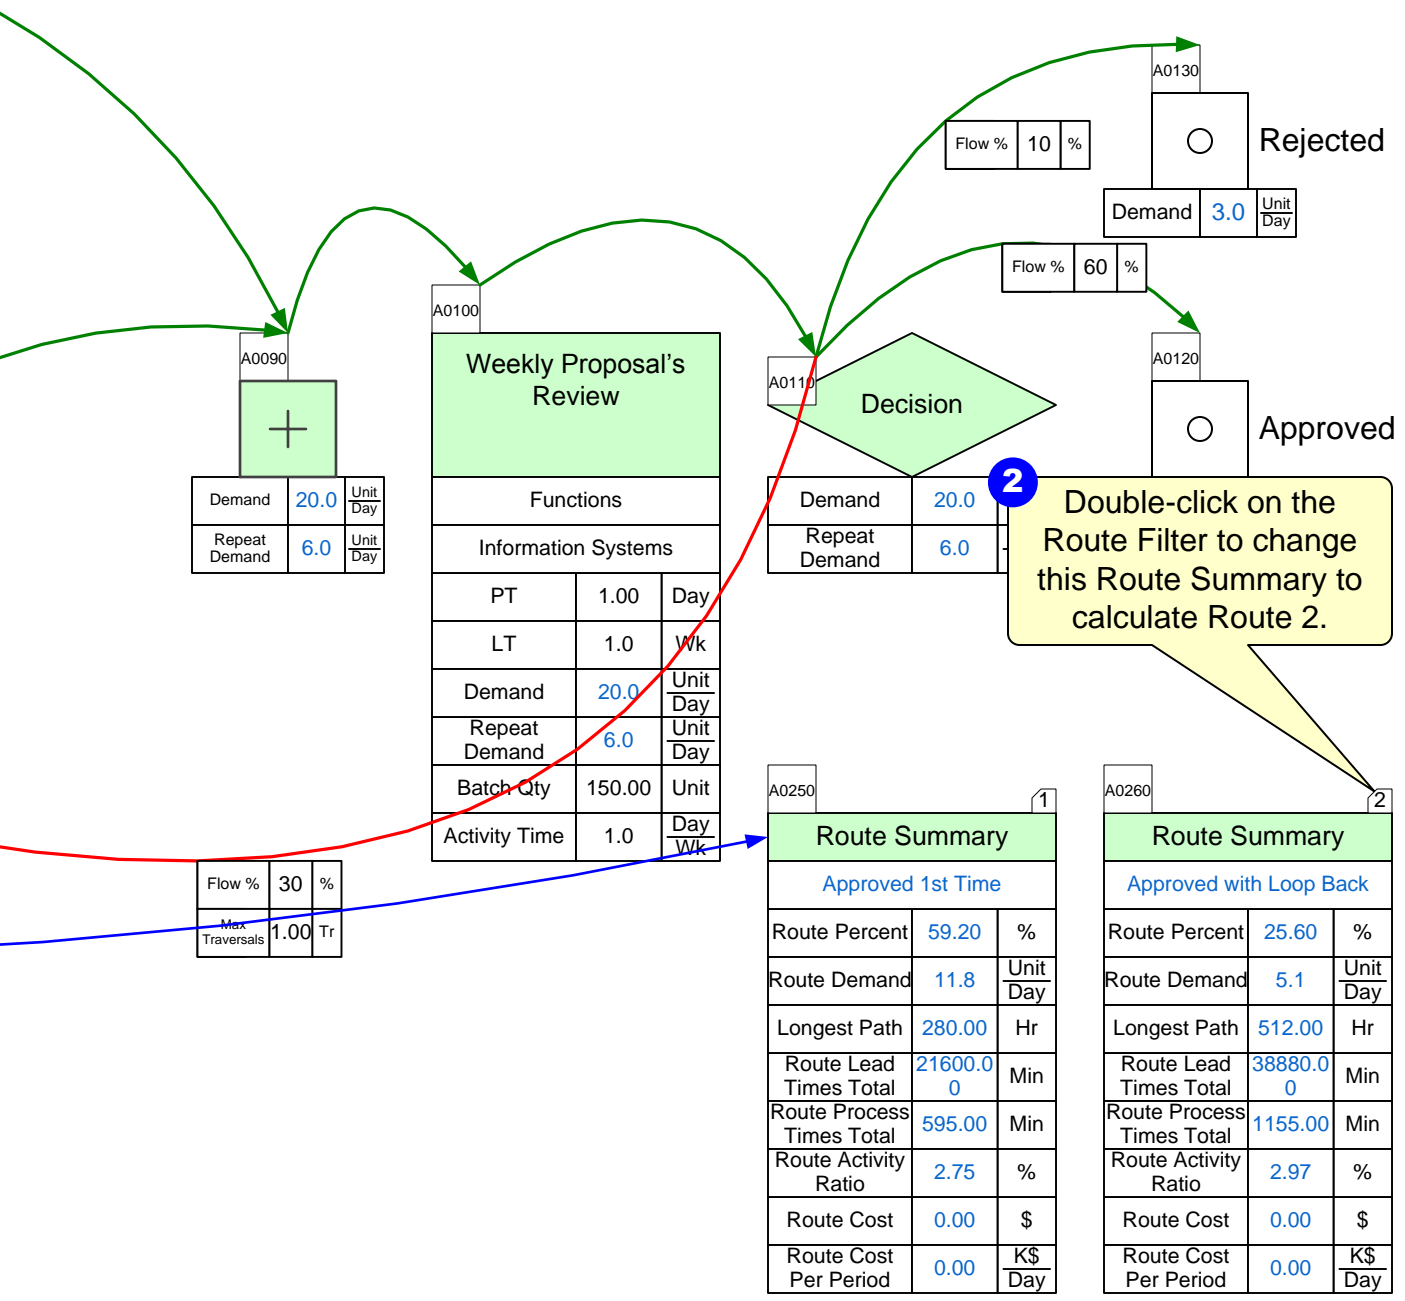 A0130
Flow % 10 %
Rejected
Demand 3.0 Unit
Day
Flow % 60 %
A0100
A0090
A0110
A0120
Weekly Proposal's
Review
Decision
Approved
Demand 20.0 Unit
Day
Repeat
Demand 6.0 Unit
Day
Functions
Information Systems
PT 1.00 Day
LT 1.0 Wk
Demand 20.0 Unit
Day
Repeat
Demand 6.0 Unit
Day
Batch Qty 150.00 Unit
Activity Time 1.0 Day
Wk
Demand 20.0
Repeat
Demand 6.0
2
Double-click on the
Route Filter to change
this Route Summary to
calculate Route 2.
Flow % 30 %
Max
Traversals 1.00 Tr
A0250
1
Route Summary
Approved 1st Time
Route Percent 59.20 %
Route Demand 11.8 Unit
Day
Longest Path 280.00 Hr
Route Lead
Times Total 21600.0
0 Min
Route Process
Times Total 595.00 Min
Route Activity
Ratio 2.75 %
Route Cost 0.00 $
Route Cost
Per Period 0.00 K$
Day
A0260
2
Route Summary
Approved with Loop Back
Route Percent 25.60 %
Route Demand 5.1 Unit
Day
Longest Path 512.00 Hr
Route Lead
Times Total 38880.0
0 Min
Route Process
Times Total 1155.00 Min
Route Activity
Ratio 2.97 %
Route Cost 0.00 $
Route Cost
Per Period 0.00 K$
Day